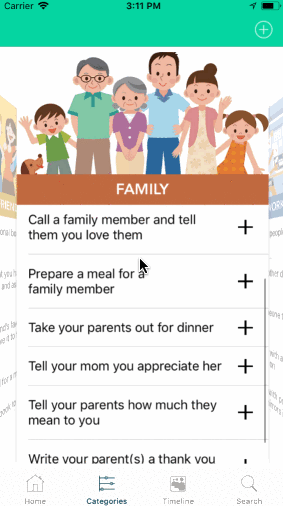 Carrier 3:11 PM
FAMILY
Call a family member and tell
them you love them
Prepare a meal for a
family member
Take your parents out for dinner
Tell your mom you appreciate her
Tell your parents how much they
mean to you
Write your parent(s) a thank you
Home Categories Timeline Search